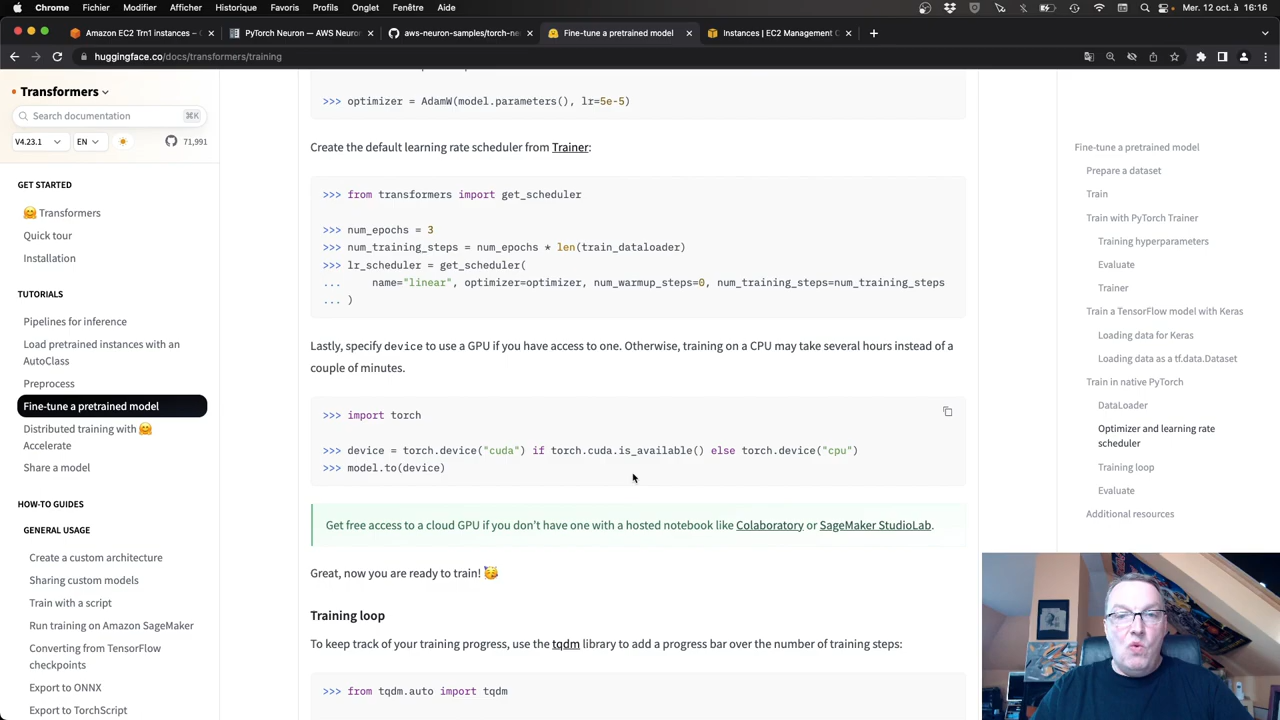 Chrome Fichier Modifier Afficher Historique Favoris Profils Onglet Fenêtre Aide
Mer. 12 oct. à 16:16
Amazon EC2 Trn1 instances –
PyTorch Neuron — AWS Neuron
aws-neuron-samples/torch-ne
Fine-tune a pretrained model
Instances | EC2 Management C
huggingface.co/docs/transformers/training
Transformers
Search documentation
⌘K
V4.23.1
EN
71,991
GET STARTED
🤗 Transformers
Quick tour
Installation
TUTORIALS
Pipelines for inference
Load pretrained instances with an
AutoClass
Preprocess
Fine-tune a pretrained model
Distributed training with 🤗
Accelerate
Share a model
HOW-TO GUIDES
GENERAL USAGE
Create a custom architecture
Sharing custom models
Train with a script
Run training on Amazon SageMaker
Converting from TensorFlow
checkpoints
Export to ONNX
Export to TorchScript
>>> optimizer = AdamW(model.parameters(), lr=5e-5)
Create the default learning rate scheduler from Trainer:
>>> from transformers import get_scheduler
>>> num_epochs = 3
>>> num_training_steps = num_epochs * len(train_dataloader)
>>> lr_scheduler = get_scheduler(
... name="linear", optimizer=optimizer, num_warmup_steps=0, num_training_steps=num_training_steps
... )
Lastly, specify device to use a GPU if you have access to one. Otherwise, training on a CPU may take several hours instead of a
couple of minutes.
>>> import torch
>>> device = torch.device("cuda") if torch.cuda.is_available() else torch.device("cpu")
>>> model.to(device)
Get free access to a cloud GPU if you don't have one with a hosted notebook like Colaboratory or SageMaker StudioLab.
Great, now you are ready to train! 🥳
Training loop
To keep track of your training progress, use the tqdm library to add a progress bar over the number of training steps:
>>> from tqdm.auto import tqdm
Fine-tune a pretrained model
Prepare a dataset
Train
Train with PyTorch Trainer
Training hyperparameters
Evaluate
Trainer
Train a TensorFlow model with Keras
Loading data for Keras
Loading data as a tf.data.Dataset
Train in native PyTorch
DataLoader
Optimizer and learning rate
scheduler
Training loop
Evaluate
Additional resources